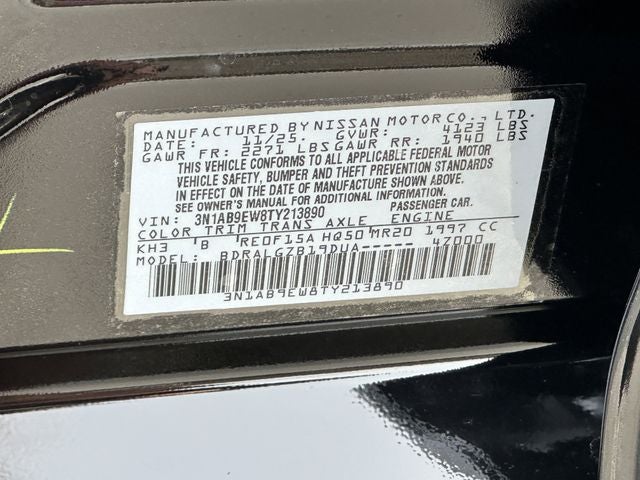 MANUFACTURED BY NISSAN MOTOR CO., LTD.
DATE: 11/25. GVWR: 4123 LBS
GAWR FR: 2271 LBS GAWR RR: 1940 LBS
THIS VEHICLE CONFORMS TO ALL APPLICABLE FEDERAL MOTOR
VEHICLE SAFETY, BUMPER AND THEFT PREVENTION STANDARDS
IN EFFECT ON THE DATE OF MANUFACTURE SHOWN ABOVE.
SEE OWNER'S MANUAL FOR ADDITIONAL INFORMATION.
VIN: 3N1AB9EW8TY213890 PASSENGER CAR.
COLOR TRIM TRANS AXLE ENGINE
KH3 B RE0F15A HQ50 MR20 1997 CC
MODEL: BDRALGZB19DUA----- 4Z000
3N1AB9EW8TY213890